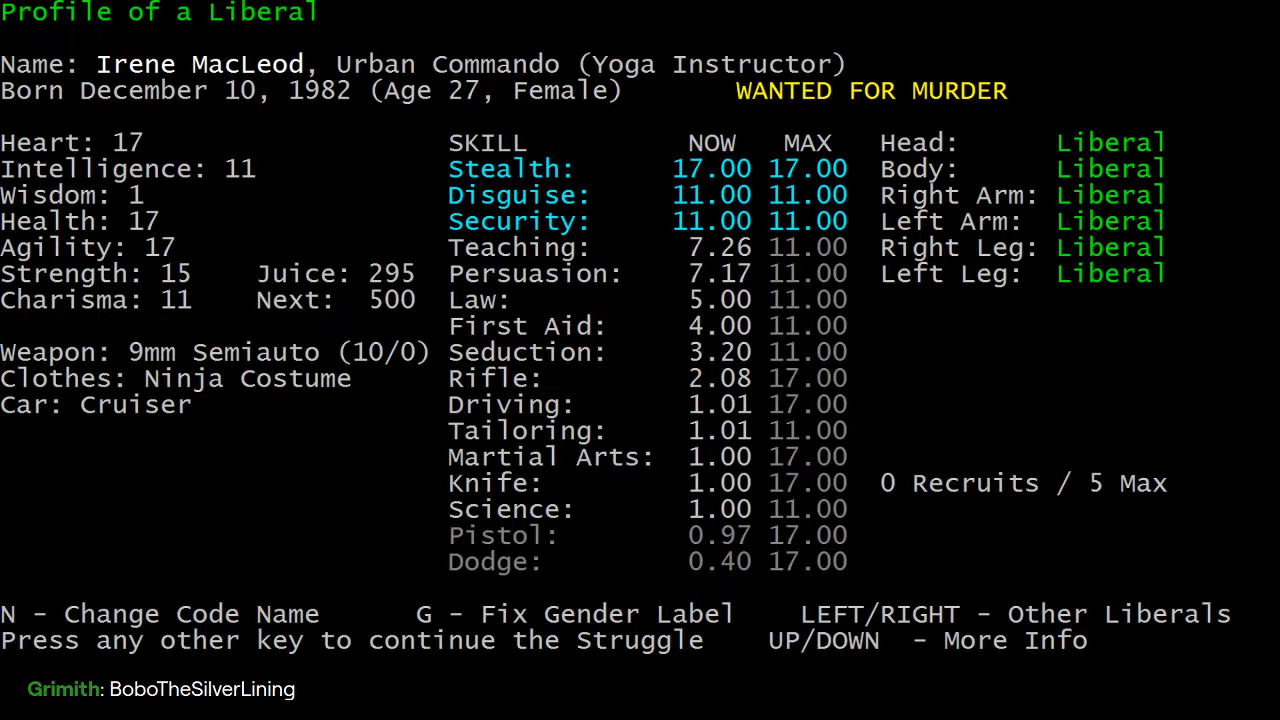 Profile of a Liberal
Name: Irene MacLeod, Urban Commando (Yoga Instructor)
Born December 10, 1982 (Age 27, Female) WANTED FOR MURDER
Heart: 17 SKILL NOW MAX Head: Liberal
Intelligence: 11 Stealth: 17.00 17.00 Body: Liberal
Wisdom: 1 Disguise: 11.00 11.00 Right Arm: Liberal
Health: 17 Security: 11.00 11.00 Left Arm: Liberal
Agility: 17 Teaching: 7.26 11.00 Right Leg: Liberal
Strength: 15 Juice: 295 Persuasion: 7.17 11.00 Left Leg: Liberal
Charisma: 11 Next: 500 Law: 5.00 11.00
First Aid: 4.00 11.00
Weapon: 9mm Semiauto (10/0) Seduction: 3.20 11.00
Clothes: Ninja Costume Rifle: 2.08 17.00
Car: Cruiser Driving: 1.01 17.00
Tailoring: 1.01 11.00
Martial Arts: 1.00 17.00
Knife: 1.00 17.00 0 Recruits / 5 Max
Science: 1.00 11.00
Pistol: 0.97 17.00
Dodge: 0.40 17.00
N - Change Code Name G - Fix Gender Label LEFT/RIGHT - Other Liberals
Press any other key to continue the Struggle UP/DOWN - More Info
Grimith: BoboTheSilverLining